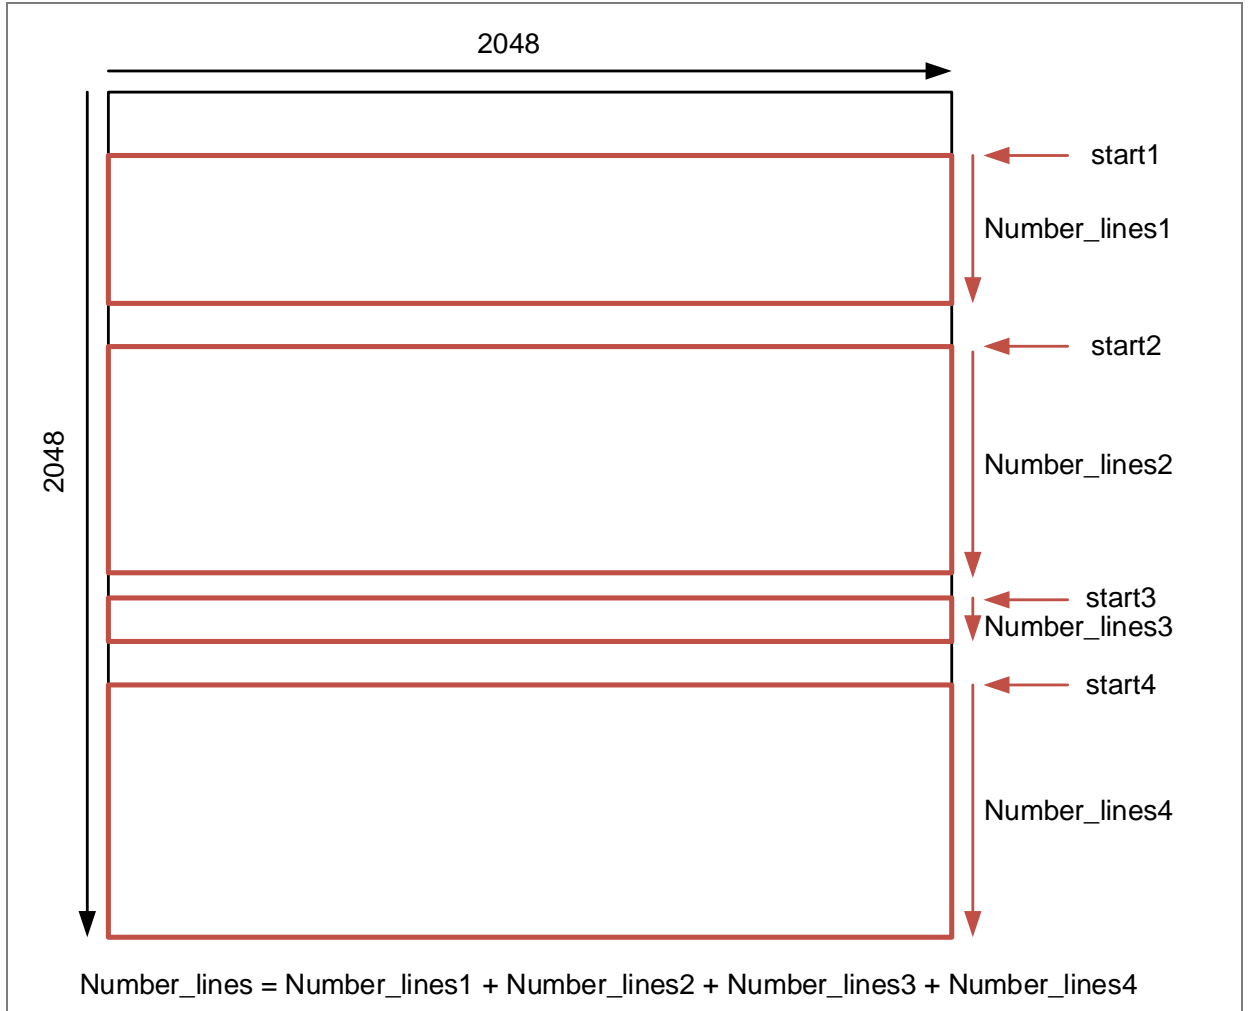 2048
start1
Number_lines1
start2
2048
Number_lines2
start3
Number_lines3
start4
Number_lines4
Number_lines = Number_lines1 + Number_lines2 + Number_lines3 + Number_lines4